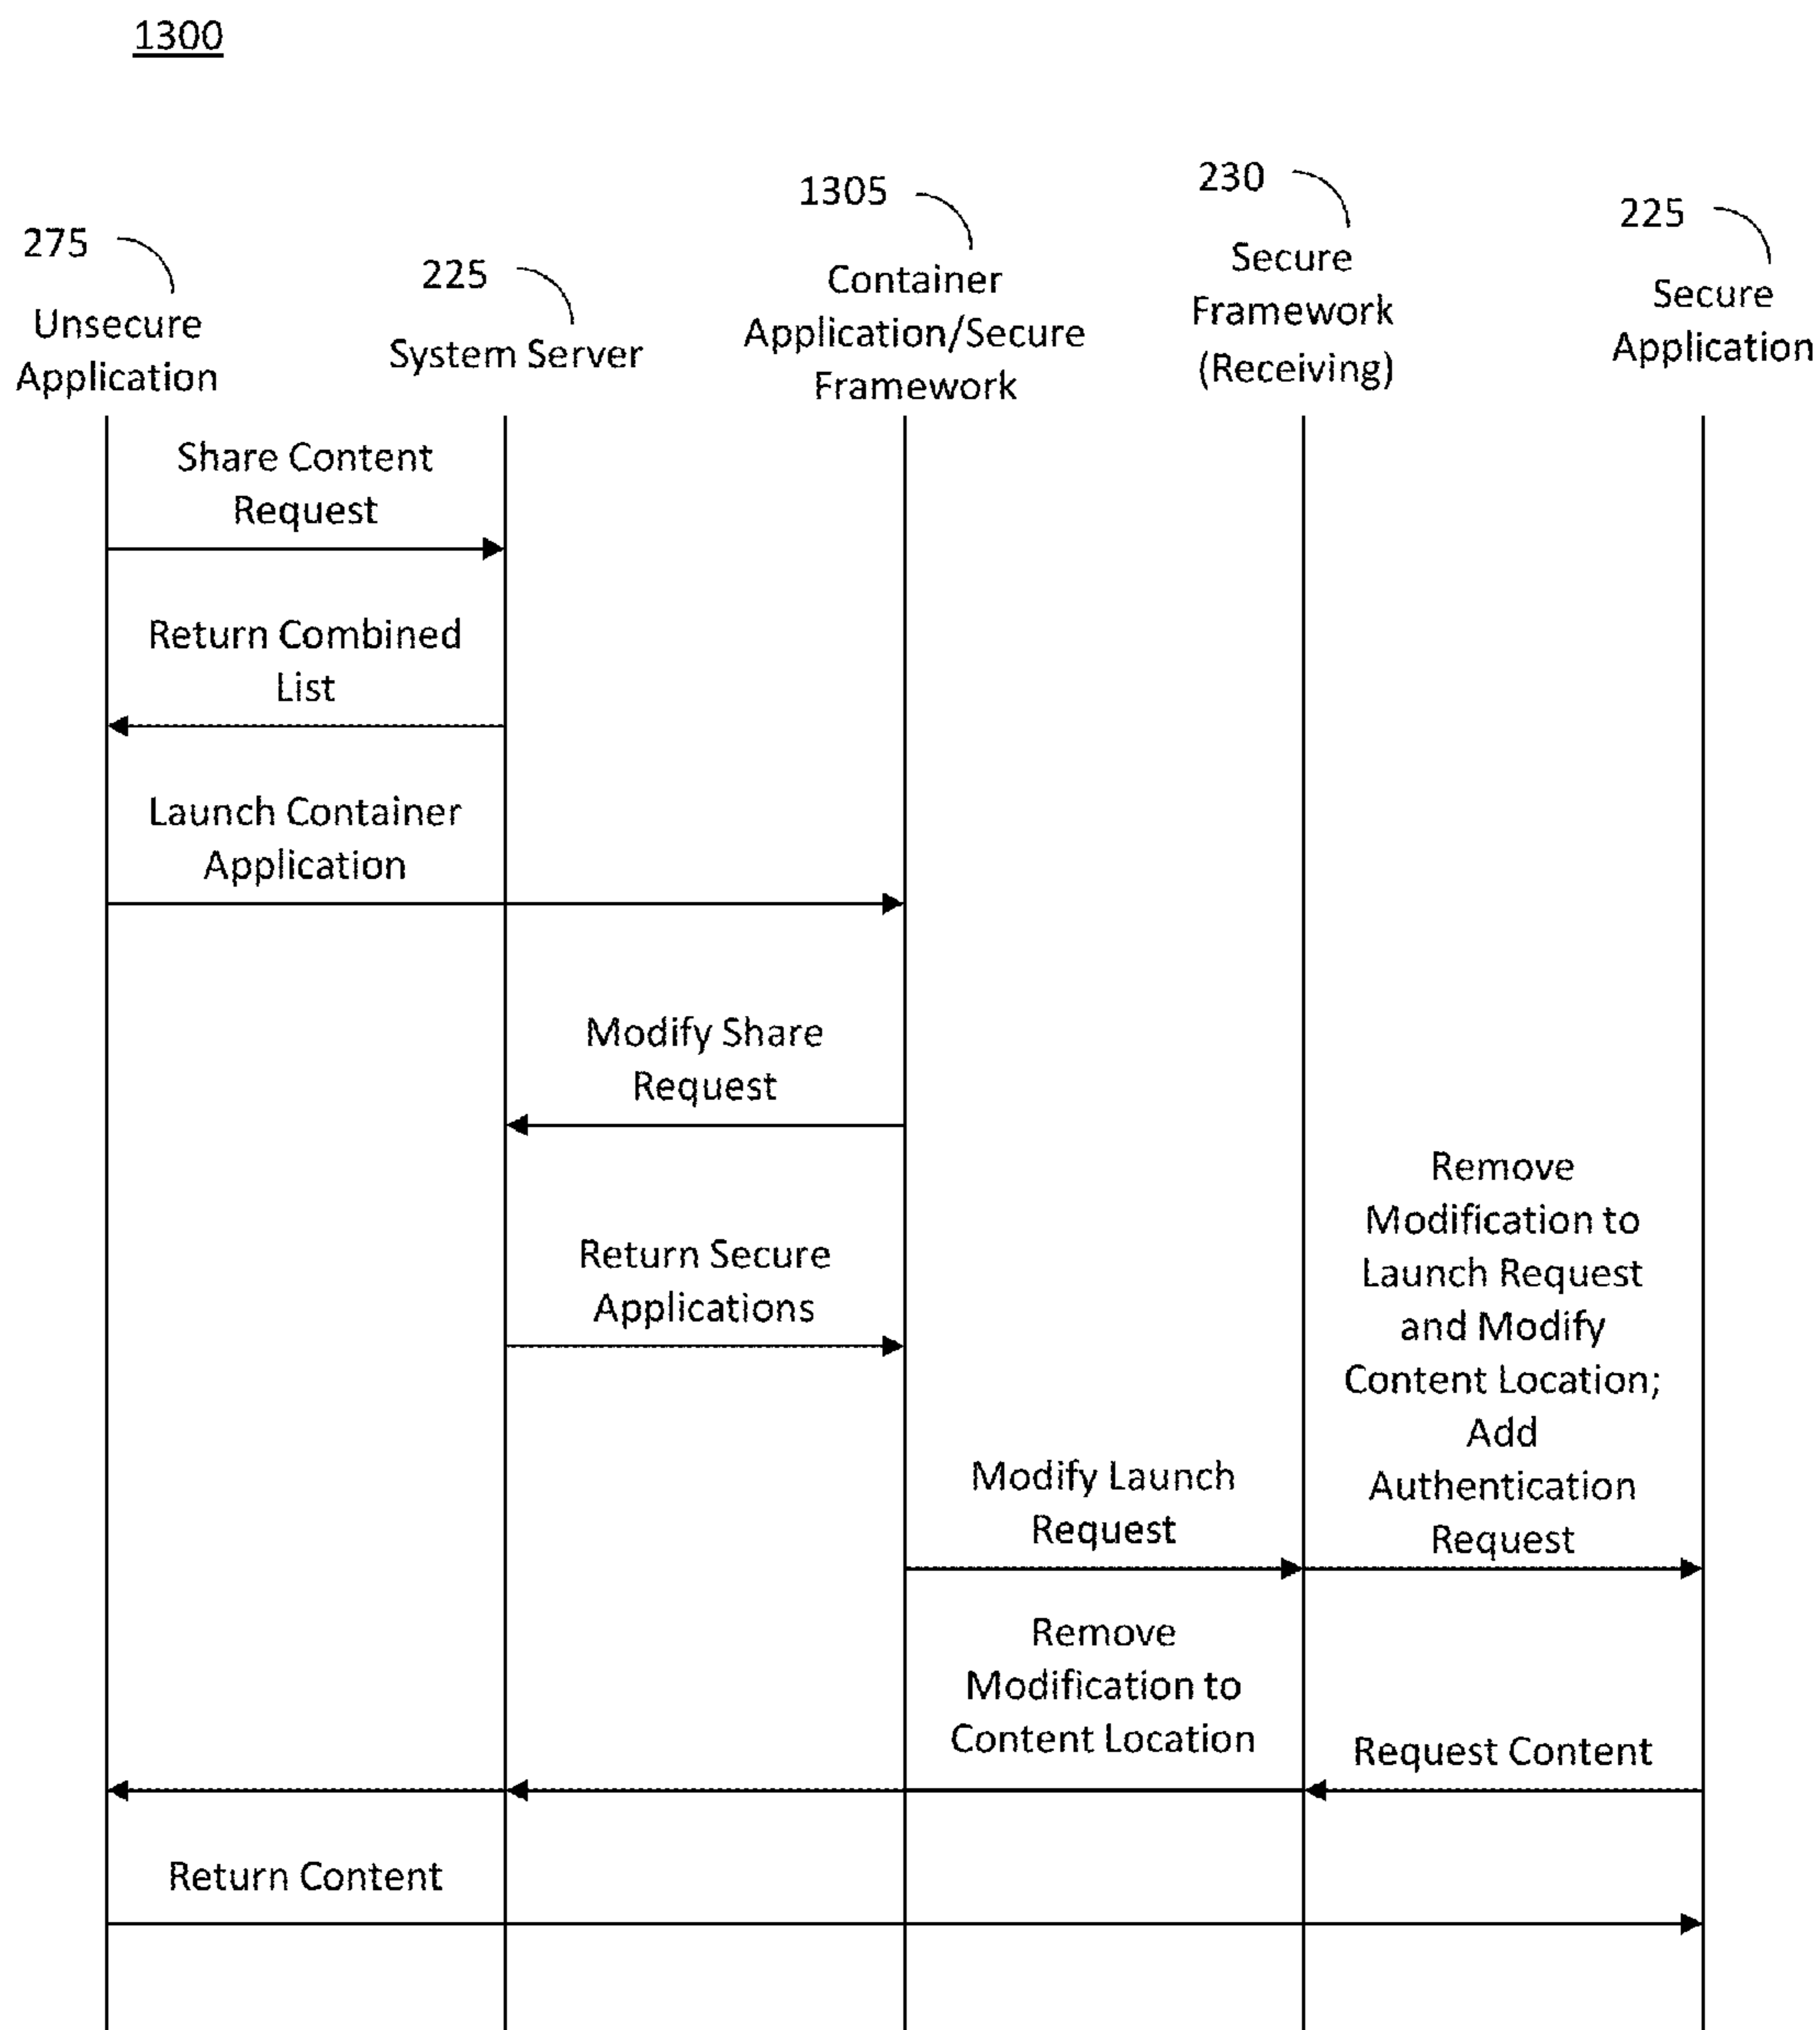 1300
275
Unsecure
Application
225
System Server
1305
Container
Application/Secure
Framework
230
Secure
Framework
(Receiving)
225
Secure
Application
Share Content
Request
Return Combined
List
Launch Container
Application
Modify Share
Request
Return Secure
Applications
Modify Launch
Request
Remove
Modification to
Launch Request
and Modify
Content Location;
Add
Authentication
Request
Remove
Modification to
Content Location
Request Content
Return Content